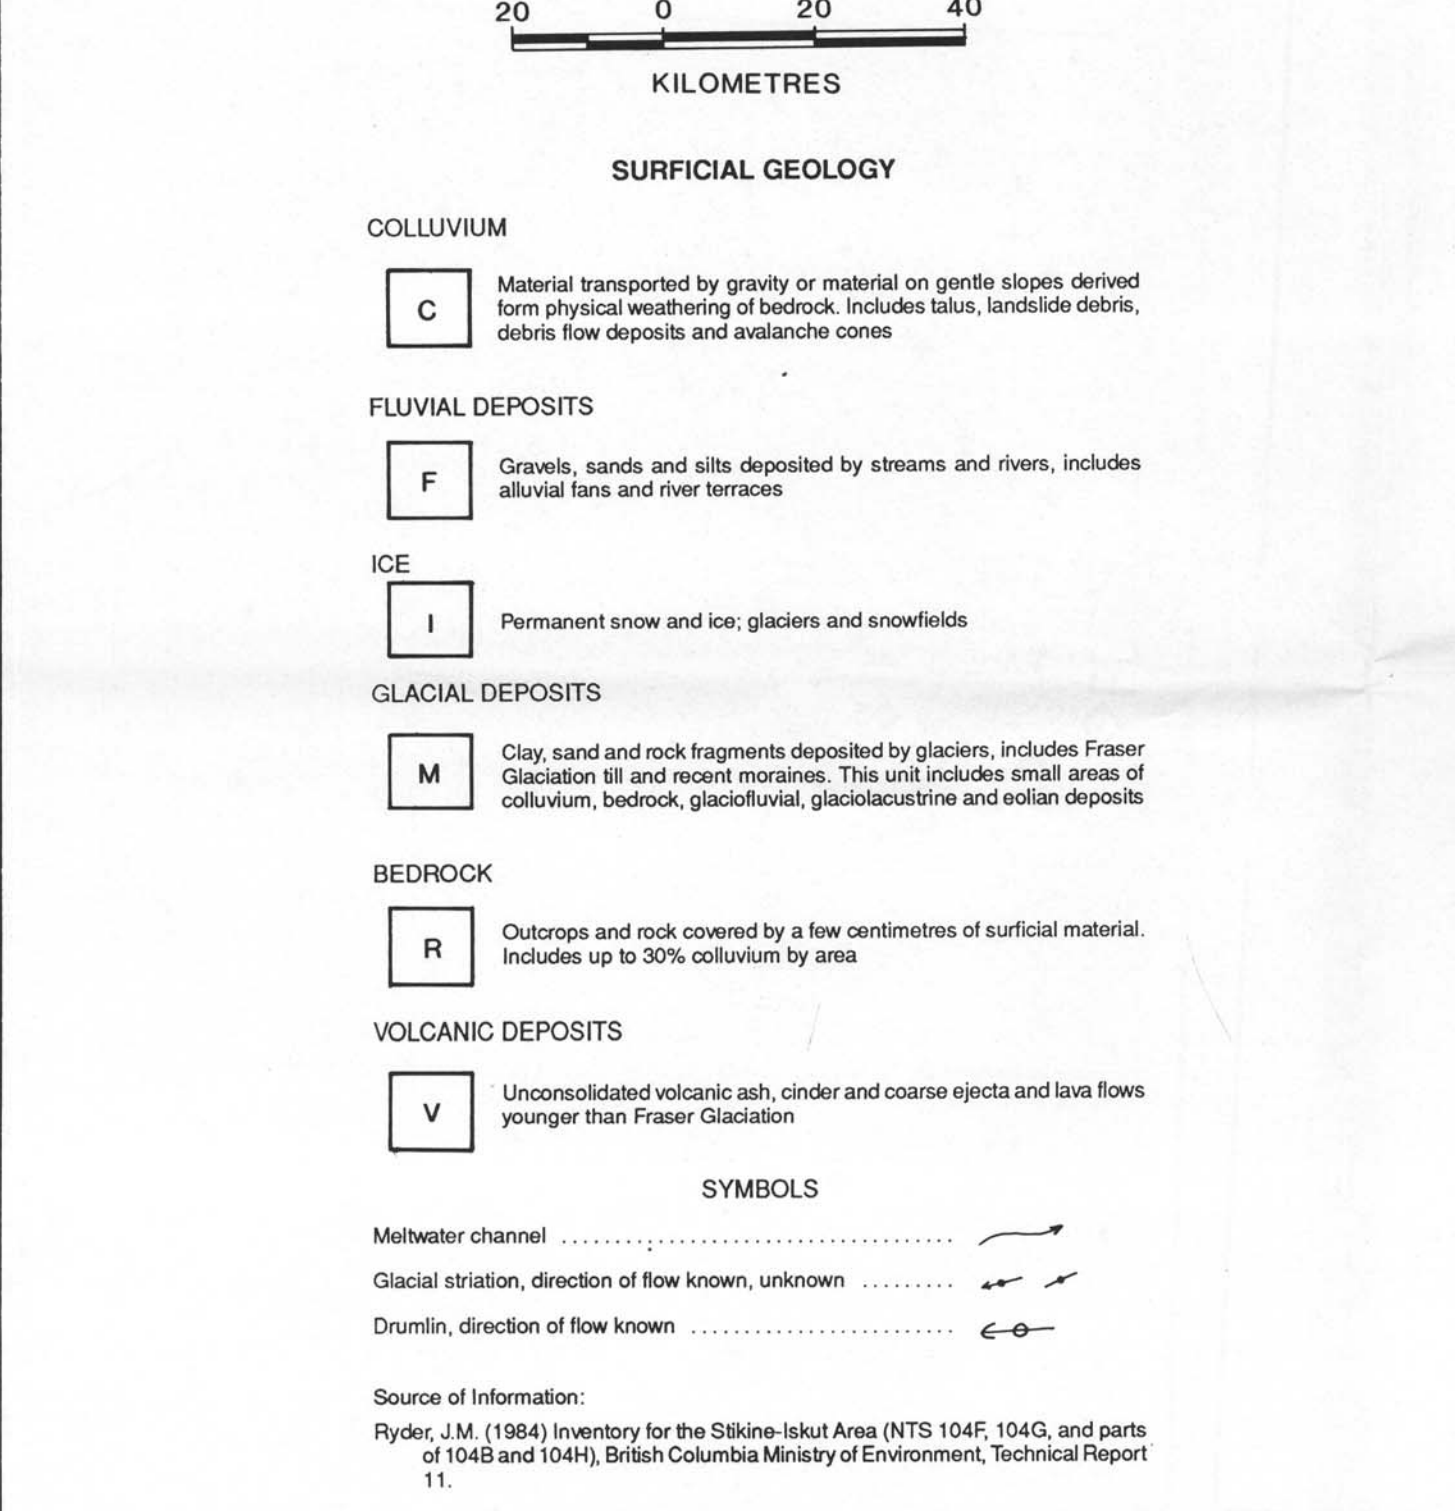 20 0 20 40
KILOMETRES
SURFICIAL GEOLOGY
COLLUVIUM
C
Material transported by gravity or material on gentle slopes derived
form physical weathering of bedrock. Includes talus, landslide debris,
debris flow deposits and avalanche cones
FLUVIAL DEPOSITS
F
Gravels, sands and silts deposited by streams and rivers, includes
alluvial fans and river terraces
ICE
I
Permanent snow and ice; glaciers and snowfields
GLACIAL DEPOSITS
M
Clay, sand and rock fragments deposited by glaciers, includes Fraser
Glaciation till and recent moraines. This unit includes small areas of
colluvium, bedrock, glaciofluvial, glaciolacustrine and eolian deposits
BEDROCK
R
Outcrops and rock covered by a few centimetres of surficial material.
Includes up to 30% colluvium by area
VOLCANIC DEPOSITS
V
Unconsolidated volcanic ash, cinder and coarse ejecta and lava flows
younger than Fraser Glaciation
SYMBOLS
Meltwater channel ......................................
Glacial striation, direction of flow known, unknown .........
Drumlin, direction of flow known .........................
Source of Information:
Ryder, J.M. (1984) Inventory for the Stikine-Iskut Area (NTS 104F, 104G, and parts
of 104B and 104H), British Columbia Ministry of Environment, Technical Report
11.